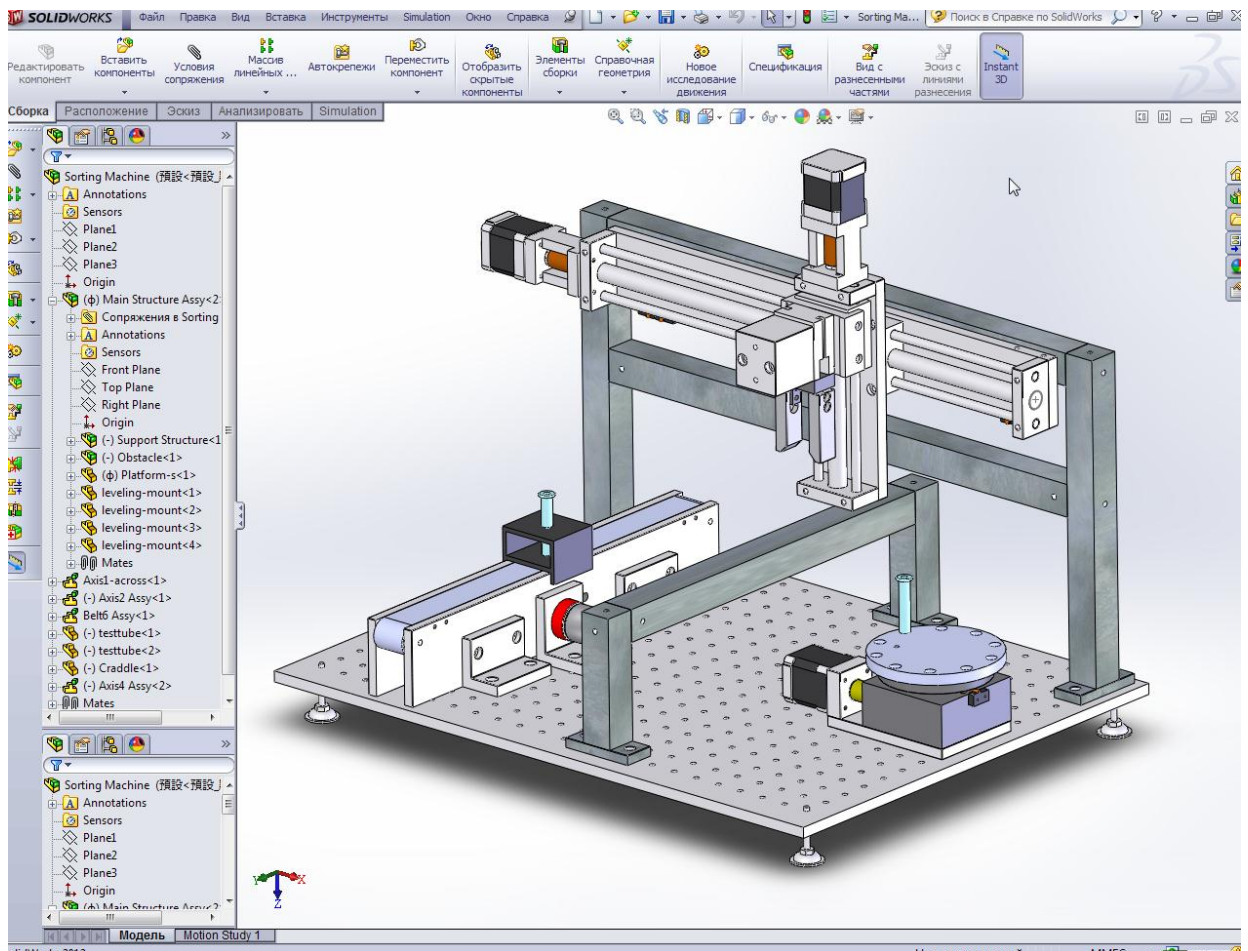 SOLIDWORKS Файл Правка Вид Вставка Инструменты Simulation Окно Справка Sorting Ma... Поиск в Справке по SolidWorks
Редактировать компонент
Вставить компоненты
Условия сопряжения
Массив линейных ...
Автокрепежи
Переместить компонент
Отобразить скрытые компоненты
Элементы сборки
Справочная геометрия
Новое исследование движения
Спецификация
Вид с разнесенными частями
Эскиз с линиями разнесения
Instant 3D
Сборка Расположение Эскиз Анализировать Simulation
Sorting Machine (預設<預設_
Annotations
Sensors
Plane1
Plane2
Plane3
Origin
(ф) Main Structure Assy<2
Сопряжения в Sorting
Annotations
Sensors
Front Plane
Top Plane
Right Plane
Origin
(-) Support Structure<1
(-) Obstacle<1>
(ф) Platform-s<1>
leveling-mount<1>
leveling-mount<2>
leveling-mount<3>
leveling-mount<4>
Mates
Axis1-across<1>
(-) Axis2 Assy<1>
Belt6 Assy<1>
(-) testtube<1>
(-) testtube<2>
(-) Craddle<1>
(-) Axis4 Assy<2>
Mates
Sorting Machine (預設<預設_
Annotations
Sensors
Plane1
Plane2
Plane3
Origin
(ф) Main Structure Assy<2
Y X
Z
Модель Motion Study 1